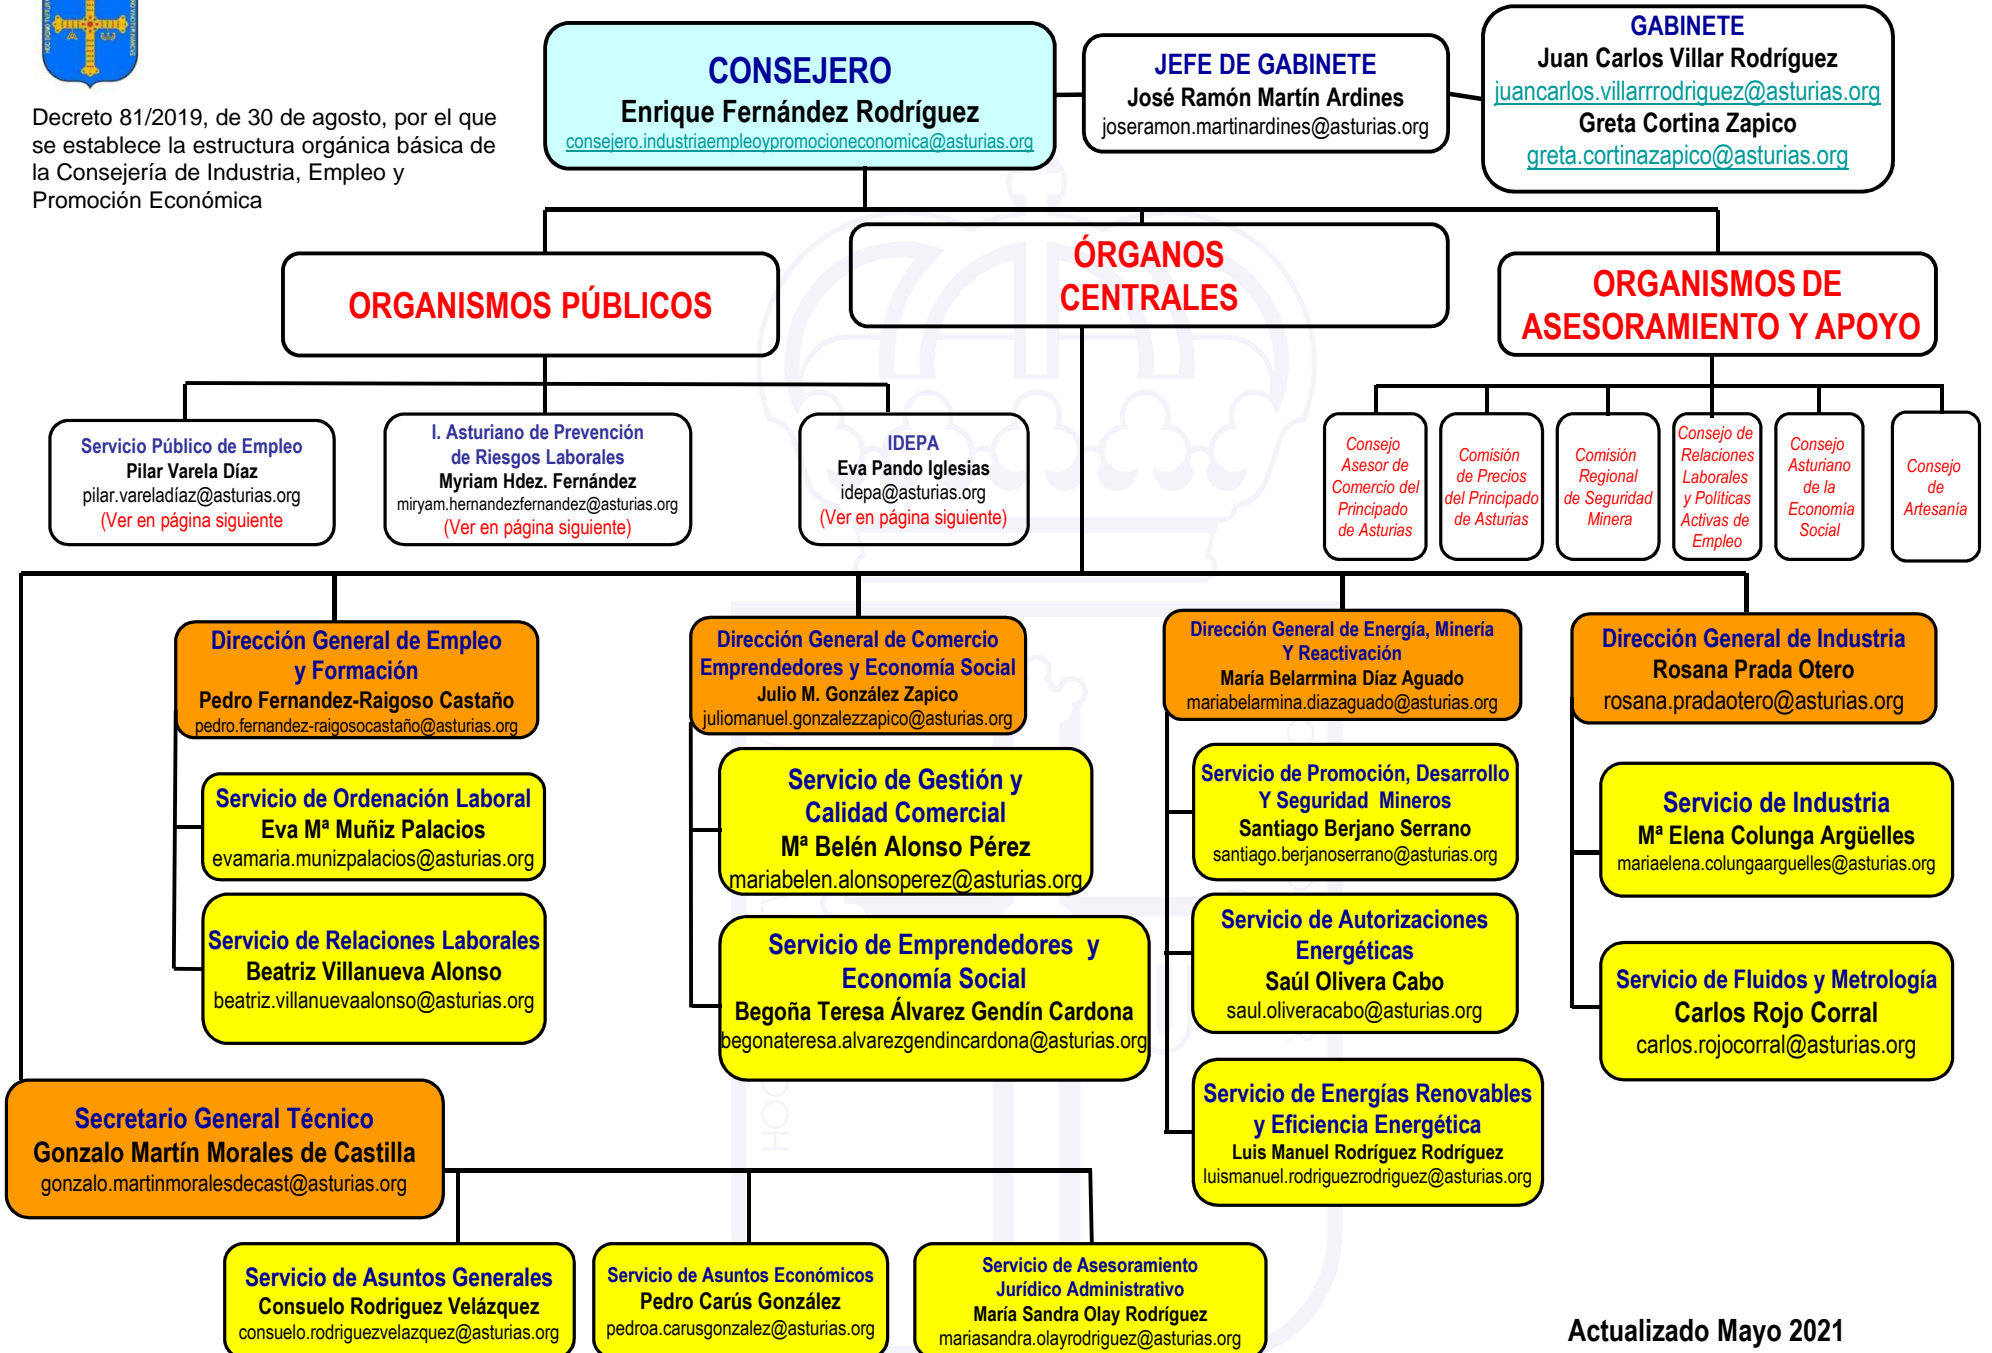 Decreto 81/2019, de 30 de agosto, por el que
se establece la estructura orgánica básica de
la Consejería de Industria, Empleo y
Promoción Económica
CONSEJERO
Enrique Fernández Rodríguez
consejero.industriaempleoypromocioneconomica@asturias.org
JEFE DE GABINETE
José Ramón Martín Ardines
joseramon.martinardines@asturias.org
GABINETE
Juan Carlos Villar Rodríguez
juancarlos.villarrrodriguez@asturias.org
Greta Cortina Zapico
greta.cortinazapico@asturias.org
ORGANISMOS PÚBLICOS
ÓRGANOS
CENTRALES
ORGANISMOS DE
ASESORAMIENTO Y APOYO
Servicio Público de Empleo
Pilar Varela Díaz
pilar.vareladíaz@asturias.org
(Ver en página siguiente
I. Asturiano de Prevención
de Riesgos Laborales
Myriam Hdez. Fernández
miryam.hernandezfernandez@asturias.org
(Ver en página siguiente)
IDEPA
Eva Pando Iglesias
idepa@asturias.org
(Ver en página siguiente)
Consejo
Asesor de
Comercio del
Principado
de Asturias
Comisión
de Precios
del Principado
de Asturias
Comisión
Regional
de Seguridad
Minera
Consejo de
Relaciones
Laborales
y Políticas
Activas de
Empleo
Consejo
Asturiano
de la
Economía
Social
Consejo
de
Artesanía
Dirección General de Empleo
y Formación
Pedro Fernandez-Raigoso Castaño
pedro.fernandez-raigosocastaño@asturias.org
Servicio de Ordenación Laboral
Eva Mª Muñiz Palacios
evamaria.munizpalacios@asturias.org
Servicio de Relaciones Laborales
Beatriz Villanueva Alonso
beatriz.villanuevaalonso@asturias.org
Dirección General de Comercio
Emprendedores y Economía Social
Julio M. González Zapico
juliomanuel.gonzalezzapico@asturias.org
Servicio de Gestión y
Calidad Comercial
Mª Belén Alonso Pérez
mariabelen.alonsoperez@asturias.org
Servicio de Emprendedores y
Economía Social
Begoña Teresa Álvarez Gendín Cardona
begonateresa.alvarezgendincardona@asturias.org
Dirección General de Energía, Minería
Y Reactivación
María Belarrmina Díaz Aguado
mariabelarmina.diazaguado@asturias.org
Servicio de Promoción, Desarrollo
Y Seguridad Mineros
Santiago Berjano Serrano
santiago.berjanoserrano@asturias.org
Servicio de Autorizaciones
Energéticas
Saúl Olivera Cabo
saul.oliveracabo@asturias.org
Servicio de Energías Renovables
y Eficiencia Energética
Luis Manuel Rodríguez Rodríguez
luismanuel.rodriguezrodriguez@asturias.org
Dirección General de Industria
Rosana Prada Otero
rosana.pradaotero@asturias.org
Servicio de Industria
Mª Elena Colunga Argüelles
mariaelena.colungaarguelles@asturias.org
Servicio de Fluidos y Metrología
Carlos Rojo Corral
carlos.rojocorral@asturias.org
Secretario General Técnico
Gonzalo Martín Morales de Castilla
gonzalo.martinmoralesdecast@asturias.org
Servicio de Asuntos Generales
Consuelo Rodriguez Velázquez
consuelo.rodriguezvelazquez@asturias.org
Servicio de Asuntos Económicos
Pedro Carús González
pedroa.carusgonzalez@asturias.org
Servicio de Asesoramiento
Jurídico Administrativo
María Sandra Olay Rodríguez
mariasandra.olayrodriguez@asturias.org
Actualizado Mayo 2021